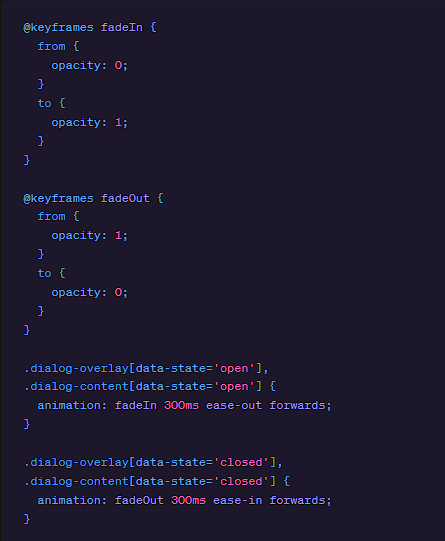 @keyframes fadeIn {
  from {
    opacity: 0;
  }
  to {
    opacity: 1;
  }
}

@keyframes fadeOut {
  from {
    opacity: 1;
  }
  to {
    opacity: 0;
  }
}

.dialog-overlay[data-state='open'],
.dialog-content[data-state='open'] {
  animation: fadeIn 300ms ease-out forwards;
}

.dialog-overlay[data-state='closed'],
.dialog-content[data-state='closed'] {
  animation: fadeOut 300ms ease-in forwards;
}